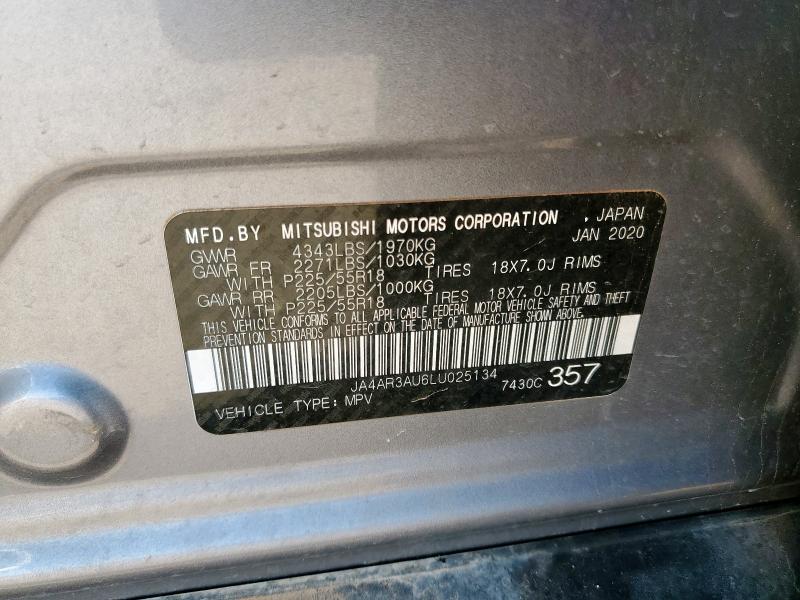 MFD.BY MITSUBISHI MOTORS CORPORATION , JAPAN
GVWR 4343LBS/1970KG JAN 2020
GAWR FR 2271LBS/1030KG
WITH P225/55R18 TIRES 18X7.0J RIMS
GAWR RR 2205LBS/1000KG
WITH P225/55R18 TIRES 18X7.0J RIMS
THIS VEHICLE CONFORMS TO ALL APPLICABLE FEDERAL MOTOR VEHICLE SAFETY AND THEFT
PREVENTION STANDARDS IN EFFECT ON THE DATE OF MANUFACTURE SHOWN ABOVE.
JA4AR3AU6LU025134
VEHICLE TYPE: MPV 7430C 357